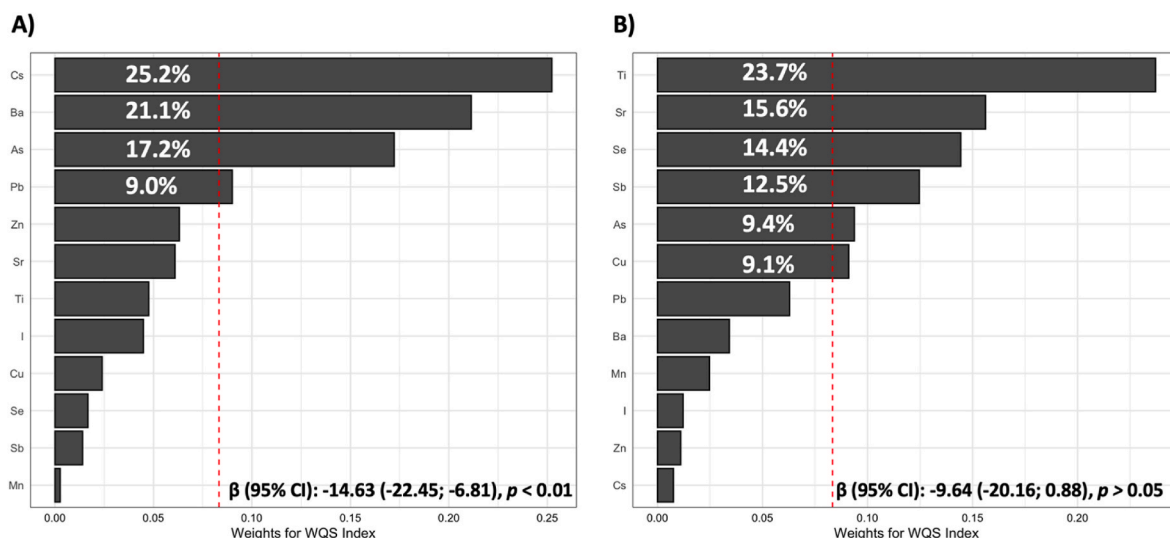 A)
Cs 25.2%
Ba 21.1%
As 17.2%
Pb 9.0%
Zn
Sr
Ti
I
Cu
Se
Sb
Mn
β (95% CI): -14.63 (-22.45; -6.81), p < 0.01
0.00 0.05 0.10 0.15 0.20 0.25
Weights for WQS Index
B)
Ti 23.7%
Sr 15.6%
Se 14.4%
Sb 12.5%
As 9.4%
Cu 9.1%
Pb
Ba
Mn
I
Zn
Cs
β (95% CI): -9.64 (-20.16; 0.88), p > 0.05
0.00 0.05 0.10 0.15 0.20
Weights for WQS Index